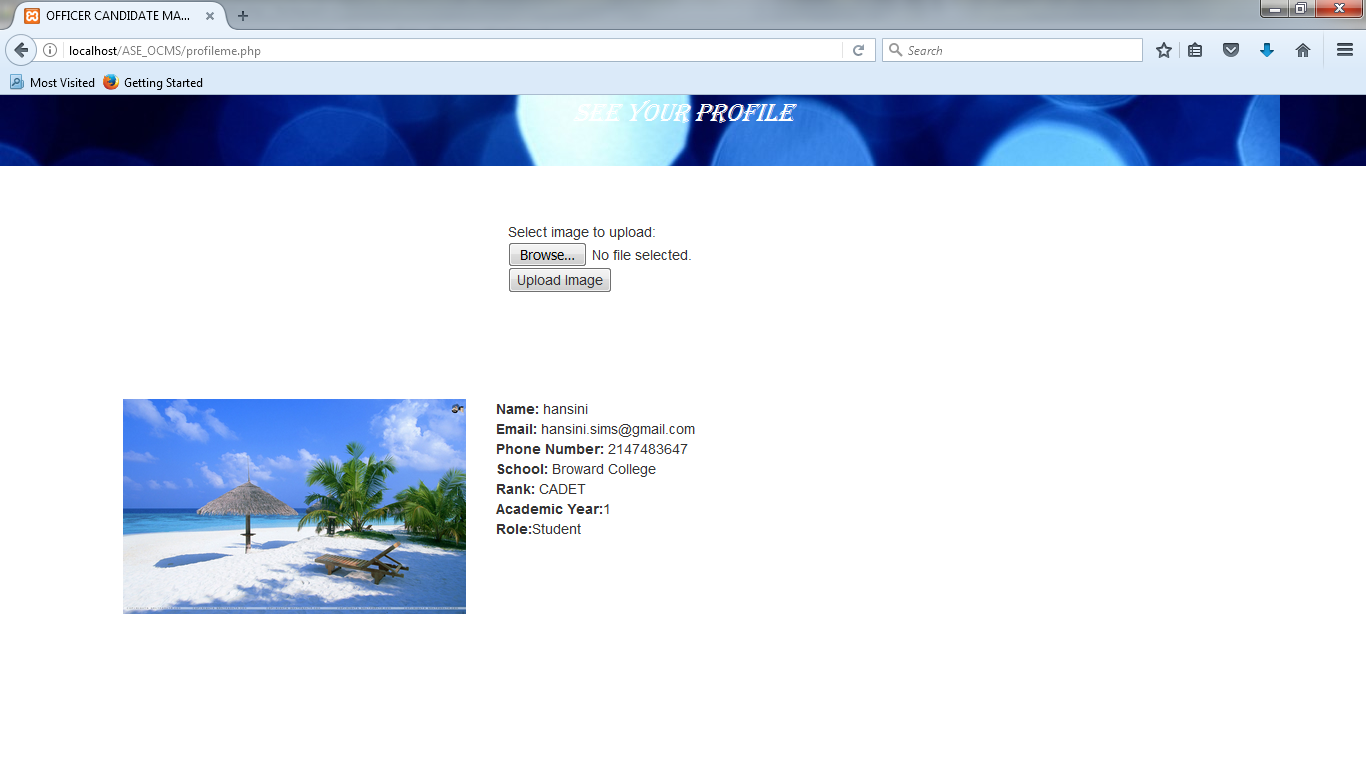 OFFICER CANDIDATE MA...
localhost/ASE_OCMS/profileme.php
Search
Most Visited
Getting Started
SEE YOUR PROFILE
Select image to upload:
Browse... No file selected.
Upload Image
Name: hansini
Email: hansini.sims@gmail.com
Phone Number: 2147483647
School: Broward College
Rank: CADET
Academic Year:1
Role:Student